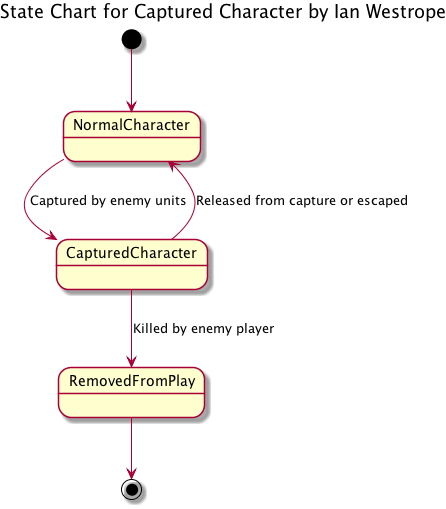 State Chart for Captured Character by Ian Westrope
NormalCharacter
Captured by enemy units
Released from capture or escaped
CapturedCharacter
Killed by enemy player
RemovedFromPlay